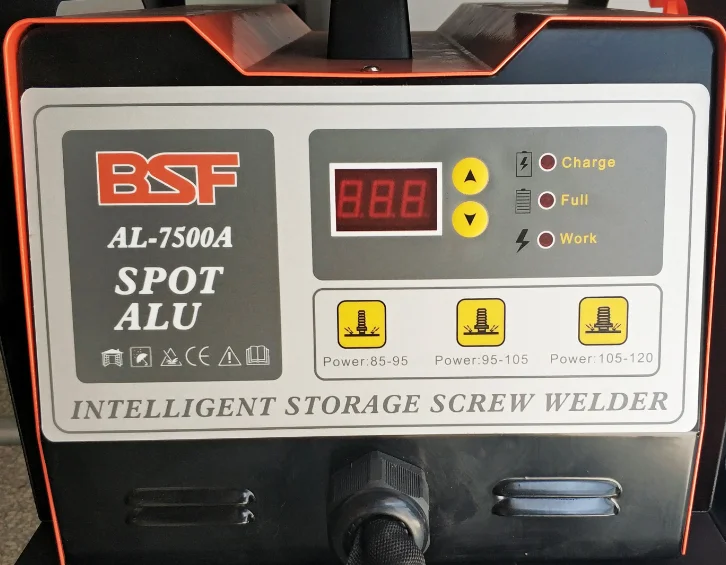 BSF
AL-7500A
SPOT
ALU
CE
Charge
Full
Work
Power:85-95
Power:95-105
Power:105-120
INTELLIGENT STORAGE SCREW WELDER